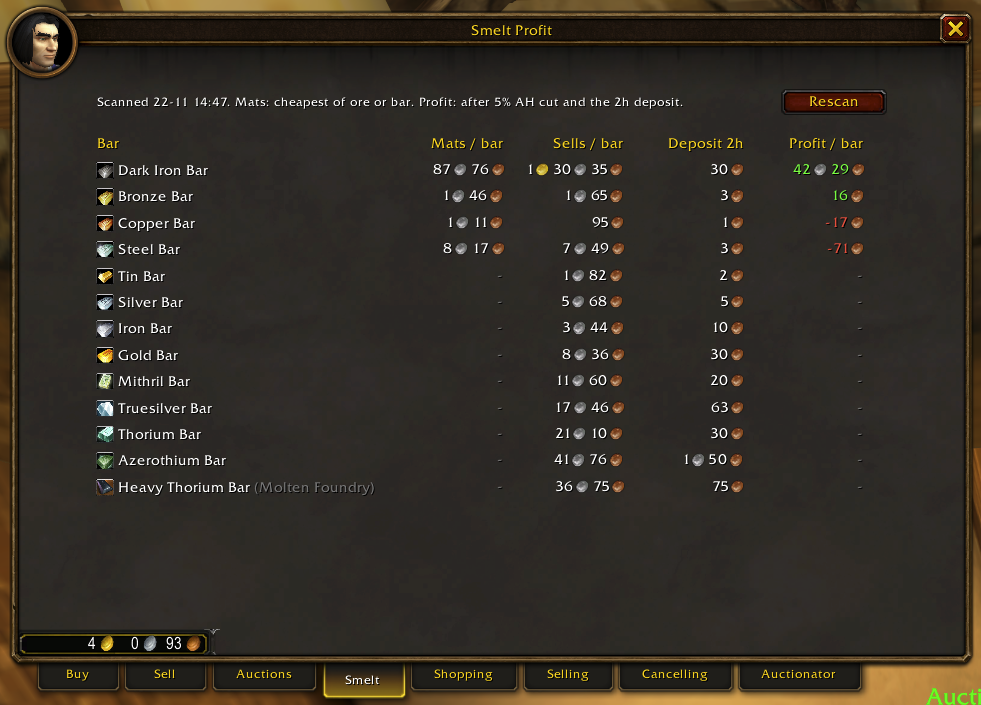 Smelt Profit
Scanned 22-11 14:47. Mats: cheapest of ore or bar. Profit: after 5% AH cut and the 2h deposit.
Rescan
Bar Mats / bar Sells / bar Deposit 2h Profit / bar
Dark Iron Bar 87 76 1 30 35 30 42 29
Bronze Bar 1 46 1 65 3 16
Copper Bar 1 11 95 1 -17
Steel Bar 8 17 7 49 3 -71
Tin Bar - 1 82 2 -
Silver Bar - 5 68 5 -
Iron Bar - 3 44 10 -
Gold Bar - 8 36 30 -
Mithril Bar - 11 60 20 -
Truesilver Bar - 17 46 63 -
Thorium Bar - 21 10 30 -
Azerothium Bar - 41 76 1 50 -
Heavy Thorium Bar (Molten Foundry) - 36 75 75 -
4 0 93
Buy Sell Auctions Smelt Shopping Selling Cancelling Auctionator
Aucti